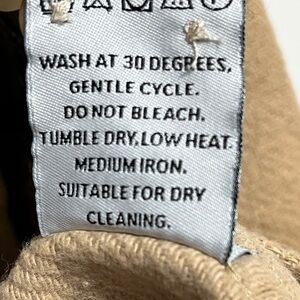 WASH AT 30 DEGREES,
GENTLE CYCLE.
DO NOT BLEACH.
TUMBLE DRY, LOW HEAT.
MEDIUM IRON.
SUITABLE FOR DRY
CLEANING.